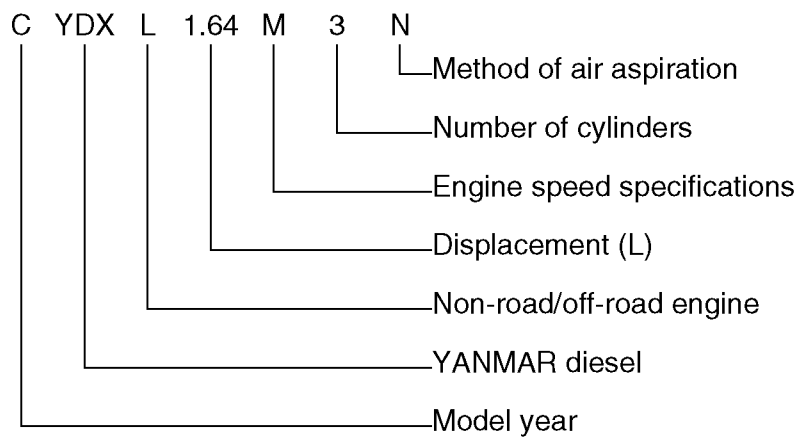 C YDX L 1.64 M 3 N
Method of air aspiration
Number of cylinders
Engine speed specifications
Displacement (L)
Non-road/off-road engine
YANMAR diesel
Model year